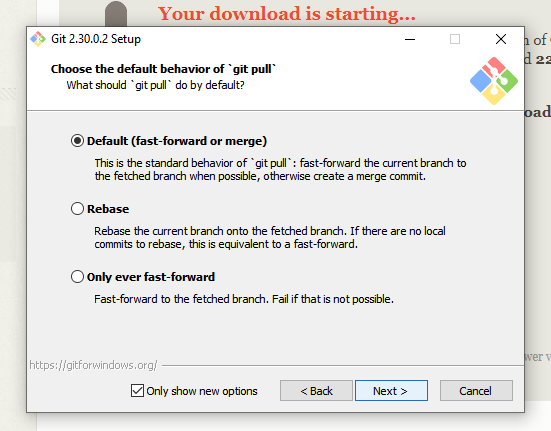 Your download is starting...
Git 2.30.0.2 Setup
Choose the default behavior of `git pull`
What should `git pull` do by default?
Default (fast-forward or merge)
This is the standard behavior of `git pull`: fast-forward the current branch to
the fetched branch when possible, otherwise create a merge commit.
Rebase
Rebase the current branch onto the fetched branch. If there are no local
commits to rebase, this is equivalent to a fast-forward.
Only ever fast-forward
Fast-forward to the fetched branch. Fail if that is not possible.
https://gitforwindows.org/
Only show new options
< Back
Next >
Cancel